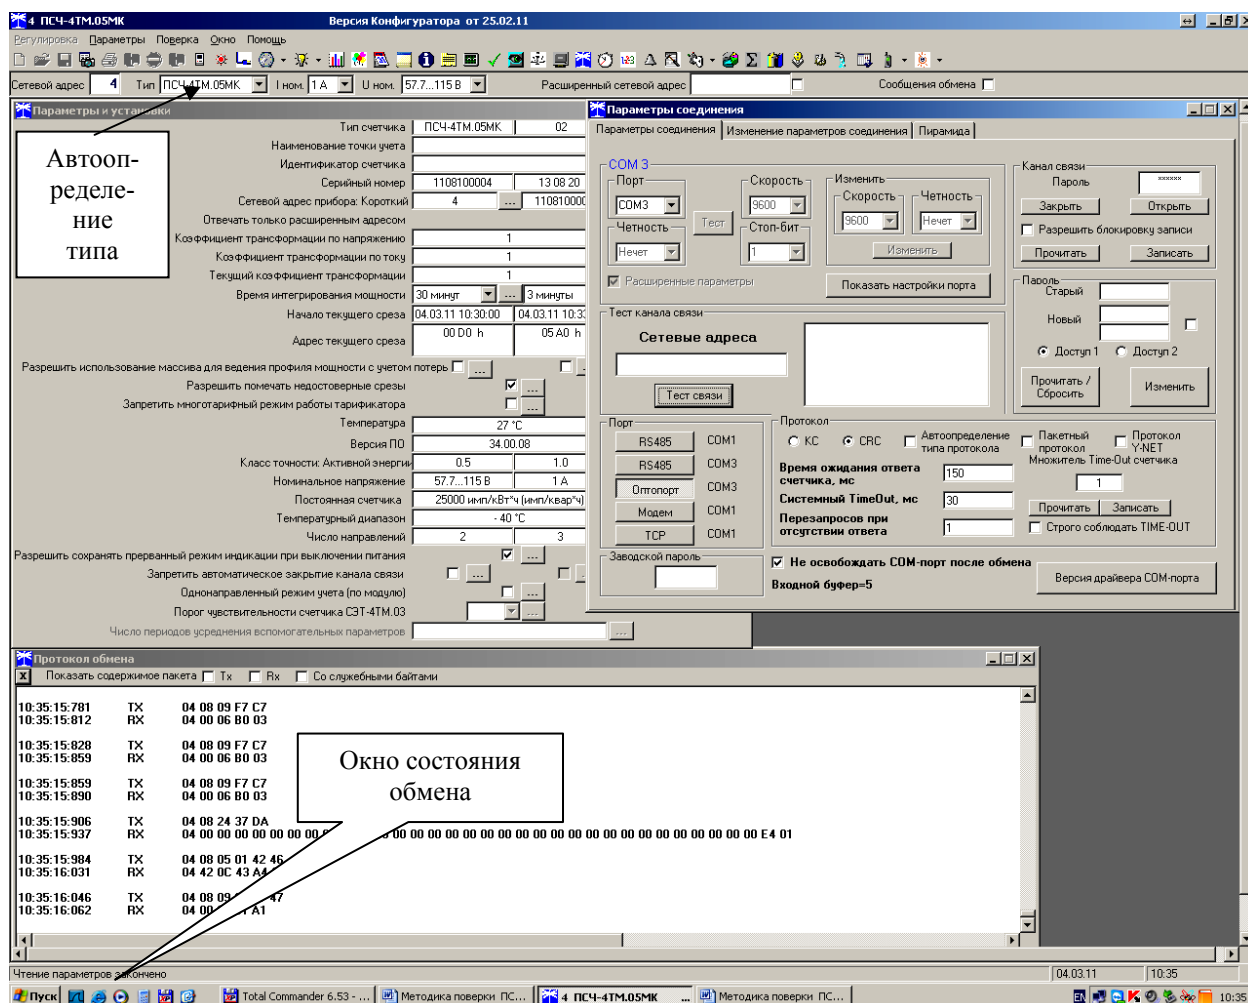 4 ПСЧ-4ТМ.05МК Версия Конфигуратора от 25.02.11
Регулировка Параметры Поверка Окно Помощь
Сетевой адрес 4 Тип ПСЧ-4ТМ.05МК I ном. 1 А U ном. 57.7...115 В Расширенный сетевой адрес Сообщения обмена
Автооп-
ределе-
ние
типа
Параметры и установки
Тип счетчика ПСЧ-4ТМ.05МК 02
Наименование точки учета
Идентификатор счетчика
Серийный номер 1108100004 13 08 20
Сетевой адрес прибора: Короткий 4 ... 11081000
Отвечать только расширенным адресом
Коэффициент трансформации по напряжению 1
Коэффициент трансформации по току 1
Текущий коэффициент трансформации 1
Время интегрирования мощности 30 минут ... 3 минуты
Начало текущего среза 04.03.11 10:30:00 04.03.11 10:33
Адрес текущего среза 00 D0 h 05 A0 h
Разрешить использование массива для ведения профиля мощности с учетом потерь ...
Разрешить помечать недостоверные срезы ...
Запретить многотарифный режим работы тарификатора ...
Температура 27 °С
Версия ПО 34.00.08
Класс точности: Активной энергии 0.5 1.0
Номинальное напряжение 57.7...115 В 1 А
Постоянная счетчика 25000 имп/кВт*ч (имп/квар*ч)
Температурный диапазон - 40 °С
Число направлений 2 3
Разрешить сохранять прерванный режим индикации при выключении питания ...
Запретить автоматическое закрытие канала связи ...
Однонаправленный режим учета (по модулю) ...
Порог чувствительности счетчика СЭТ-4ТМ.03 ...
Число периодов усреднения вспомогательных параметров ...
Параметры соединения
Параметры соединения Изменение параметров соединения Пирамида
COM 3
Порт Скорость
COM3 9600
Тест
Четность Стоп-бит
Нечет 1
Расширенные параметры
Изменить
Скорость Четность
9600 Нечет
Изменить
Показать настройки порта
Канал связи
Пароль ××××××
Закрыть Открыть
Разрешить блокировку записи
Прочитать Записать
Пароль
Старый
Новый
Доступ 1 Доступ 2
Прочитать / Сбросить Изменить
Тест канала связи
Сетевые адреса
Тест связи
Порт
RS485 COM1
RS485 COM3
Оптопорт COM3
Модем COM1
TCP COM1
Протокол
КС CRC Автоопределение типа протокола Пакетный протокол Протокол Y-NET
Время ожидания ответа счетчика, мс 150
Системный TimeOut, мс 30
Перезапросов при отсутствии ответа 1
Множитель Time-Out счетчика
1
Прочитать Записать
Строго соблюдать TIME-OUT
Заводской пароль
Не освобождать COM-порт после обмена
Входной буфер=5
Версия драйвера COM-порта
Протокол обмена
X Показать содержимое пакета Tx Rx Со служебными байтами
10:35:15:781 TX 04 08 09 F7 C7
10:35:15:812 RX 04 00 06 B0 03
10:35:15:828 TX 04 08 09 F7 C7
10:35:15:859 RX 04 00 06 B0 03
10:35:15:859 TX 04 08 09 F7 C7
10:35:15:890 RX 04 00 06 B0 03
10:35:15:906 TX 04 08 24 37 DA
10:35:15:937 RX 04 00 00 00 00 00 00 00 00 00 00 00 00 00 00 00 00 00 00 00 00 00 00 00 00 00 00 00 E4 01
10:35:15:984 TX 04 08 05 01 42 46
10:35:16:031 RX 04 42 0C 43 A4
10:35:16:046 TX 04 08 09 47
10:35:16:062 RX 04 00 A1
Окно состояния
обмена
Чтение параметров закончено 04.03.11 10:35
Пуск Total Commander 6.53 - ... Методика поверки ПС... 4 ПСЧ-4ТМ.05МК ... Методика поверки ПС... EN 10:35